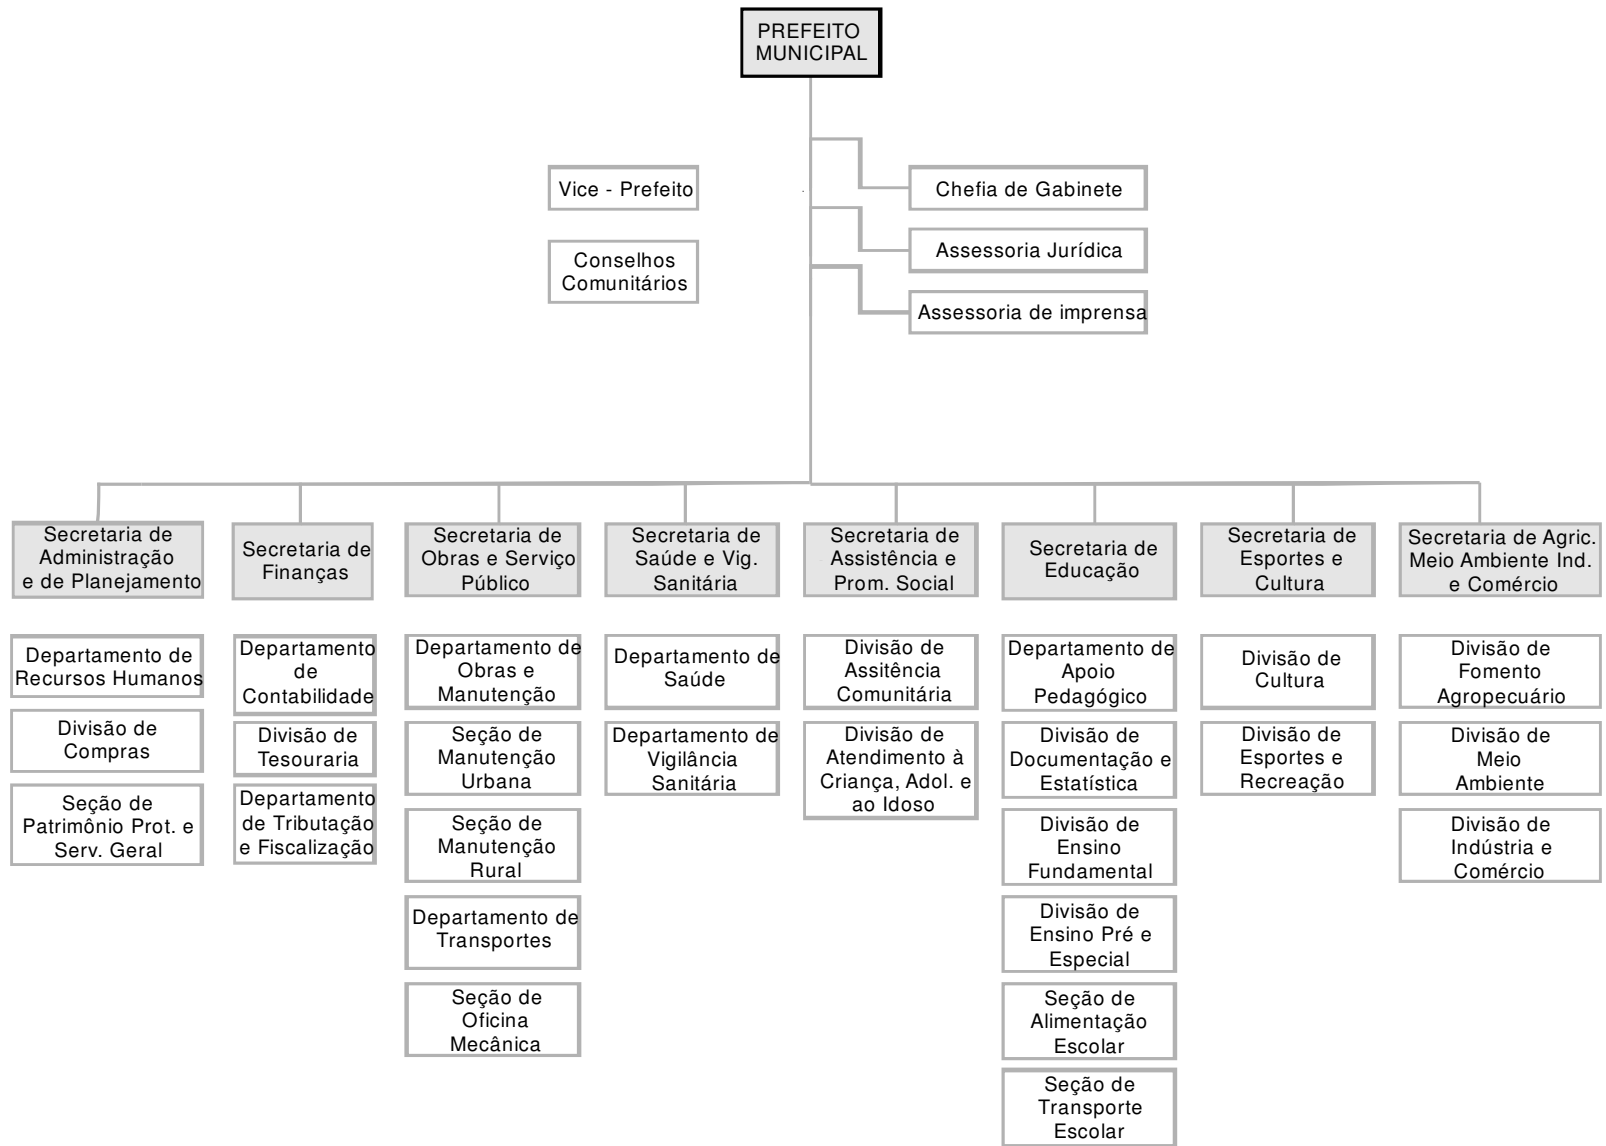 PREFEITO
MUNICIPAL
Vice - Prefeito
Conselhos
Comunitários
Chefia de Gabinete
Assessoria Jurídica
Assessoria de imprensa
Secretaria de
Administração
e de Planejamento
Departamento de
Recursos Humanos
Divisão de
Compras
Seção de
Patrimônio Prot. e
Serv. Geral
Secretaria de
Finanças
Departamento
de
Contabilidade
Divisão de
Tesouraria
Departamento
de Tributação
e Fiscalização
Secretaria de
Obras e Serviço
Público
Departamento de
Obras e
Manutenção
Seção de
Manutenção
Urbana
Seção de
Manutenção
Rural
Departamento de
Transportes
Seção de
Oficina
Mecânica
Secretaria de
Saúde e Vig.
Sanitária
Departamento de
Saúde
Departamento de
Vigilância
Sanitária
Secretaria de
Assistência e
Prom. Social
Divisão de
Assitência
Comunitária
Divisão de
Atendimento à
Criança, Adol. e
ao Idoso
Secretaria de
Educação
Departamento de
Apoio
Pedagógico
Divisão de
Documentação e
Estatística
Divisão de
Ensino
Fundamental
Divisão de
Ensino Pré e
Especial
Seção de
Alimentação
Escolar
Seção de
Transporte
Escolar
Secretaria de
Esportes e
Cultura
Divisão de
Cultura
Divisão de
Esportes e
Recreação
Secretaria de Agric.
Meio Ambiente Ind.
e Comércio
Divisão de
Fomento
Agropecuário
Divisão de
Meio
Ambiente
Divisão de
Indústria e
Comércio